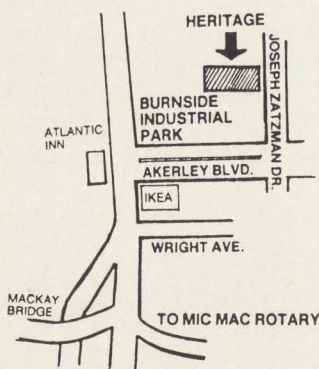 HERITAGE
JOSEPH ZATZMAN DR.
BURNSIDE
INDUSTRIAL
PARK
ATLANTIC
INN
AKERLEY BLVD.
IKEA
WRIGHT AVE.
MACKAY
BRIDGE
TO MIC MAC ROTARY